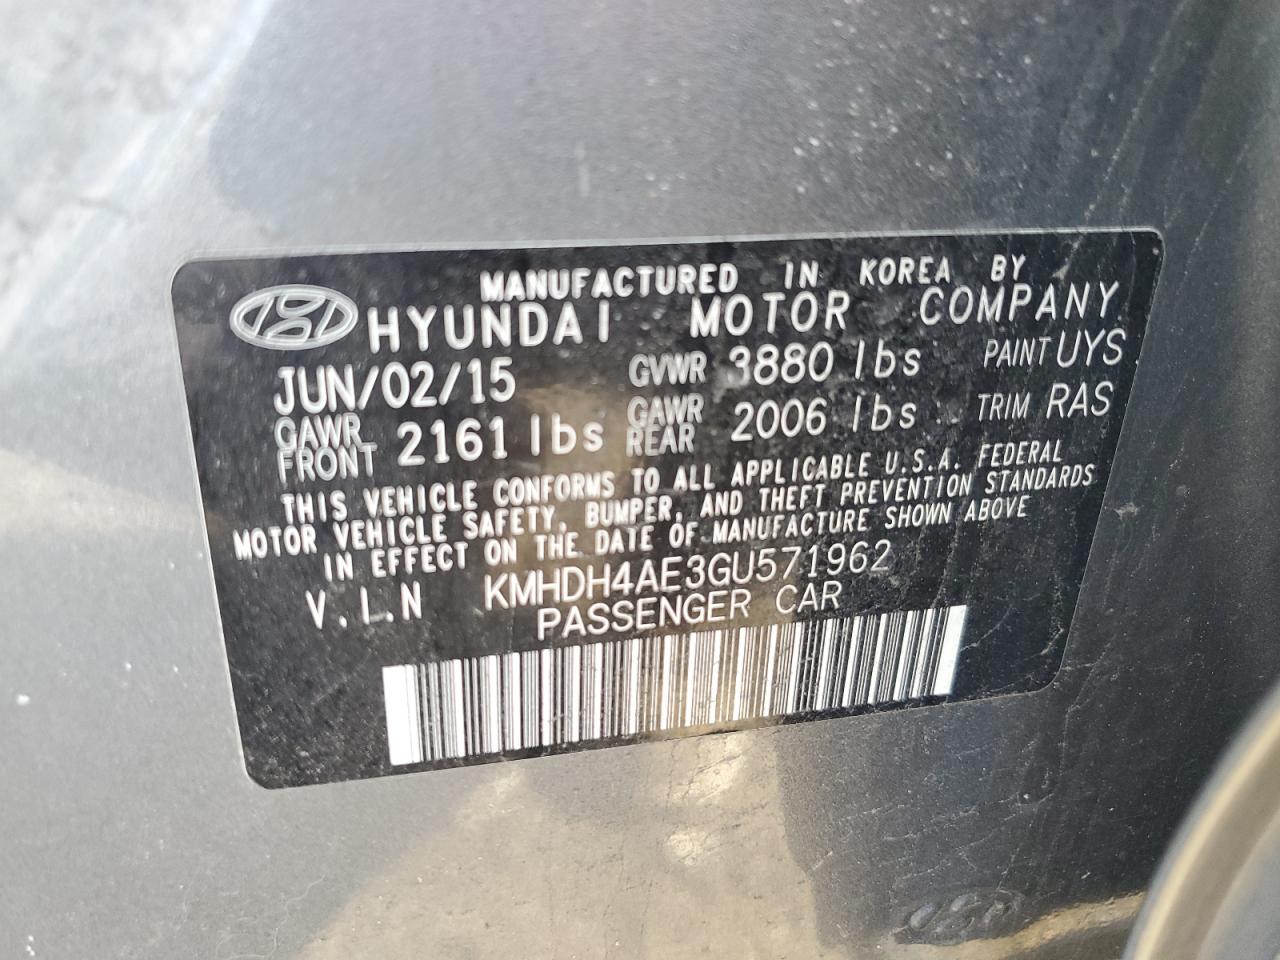 MANUFACTURED IN KOREA BY
HYUNDAI MOTOR COMPANY
JUN/02/15 GVWR 3880 lbs PAINT UYS
GAWR FRONT 2161 lbs GAWR REAR 2006 lbs TRIM RAS
THIS VEHICLE CONFORMS TO ALL APPLICABLE U.S.A. FEDERAL
MOTOR VEHICLE SAFETY, BUMPER, AND THEFT PREVENTION STANDARDS
IN EFFECT ON THE DATE OF MANUFACTURE SHOWN ABOVE
V.I.N KMHDH4AE3GU571962
PASSENGER CAR